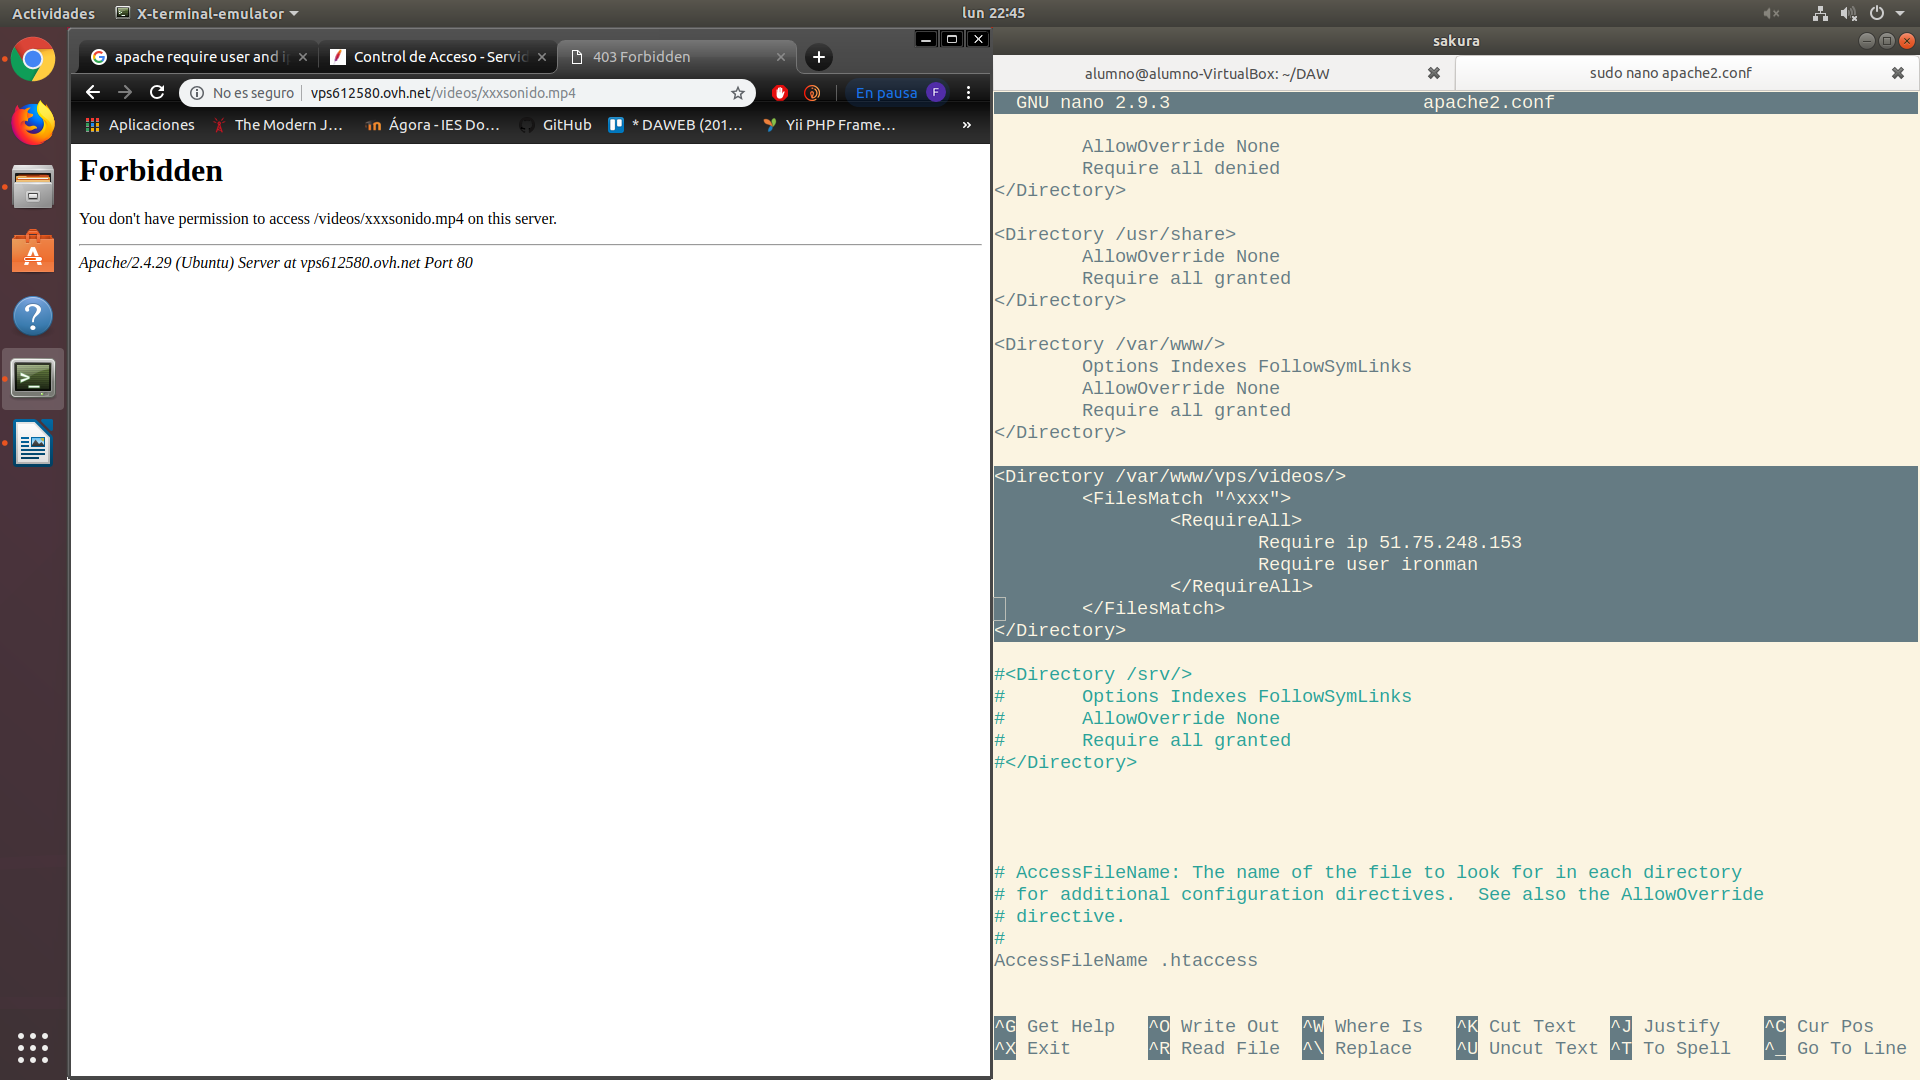 Actividades X-terminal-emulator lun 22:45
apache require user and i Control de Acceso - Servid 403 Forbidden
No es seguro vps612580.ovh.net/videos/xxxsonido.mp4 En pausa F
Aplicaciones The Modern J... Ágora - IES Do... GitHub * DAWEB (201... Yii PHP Frame... »
Forbidden
You don't have permission to access /videos/xxxsonido.mp4 on this server.
Apache/2.4.29 (Ubuntu) Server at vps612580.ovh.net Port 80
sakura
alumno@alumno-VirtualBox: ~/DAW sudo nano apache2.conf
GNU nano 2.9.3 apache2.conf
AllowOverride None
Require all denied
</Directory>
<Directory /usr/share>
AllowOverride None
Require all granted
</Directory>
<Directory /var/www/>
Options Indexes FollowSymLinks
AllowOverride None
Require all granted
</Directory>
<Directory /var/www/vps/videos/>
<FilesMatch "^xxx">
<RequireAll>
Require ip 51.75.248.153
Require user ironman
</RequireAll>
</FilesMatch>
</Directory>
#<Directory /srv/>
# Options Indexes FollowSymLinks
# AllowOverride None
# Require all granted
#</Directory>
# AccessFileName: The name of the file to look for in each directory
# for additional configuration directives. See also the AllowOverride
# directive.
#
AccessFileName .htaccess
^G Get Help ^O Write Out ^W Where Is ^K Cut Text ^J Justify ^C Cur Pos
^X Exit ^R Read File ^\ Replace ^U Uncut Text ^T To Spell ^_ Go To Line